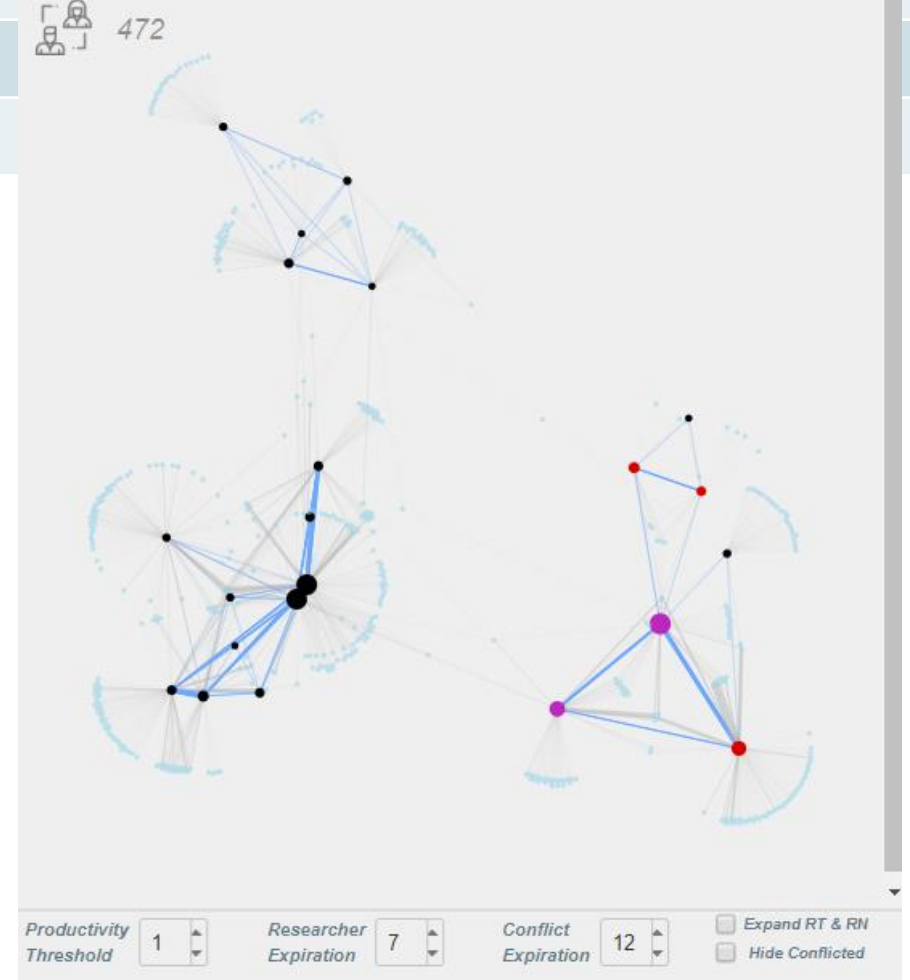 472
Productivity
Threshold
1
Researcher
Expiration
7
Conflict
Expiration
12
Expand RT & RN
Hide Conflicted